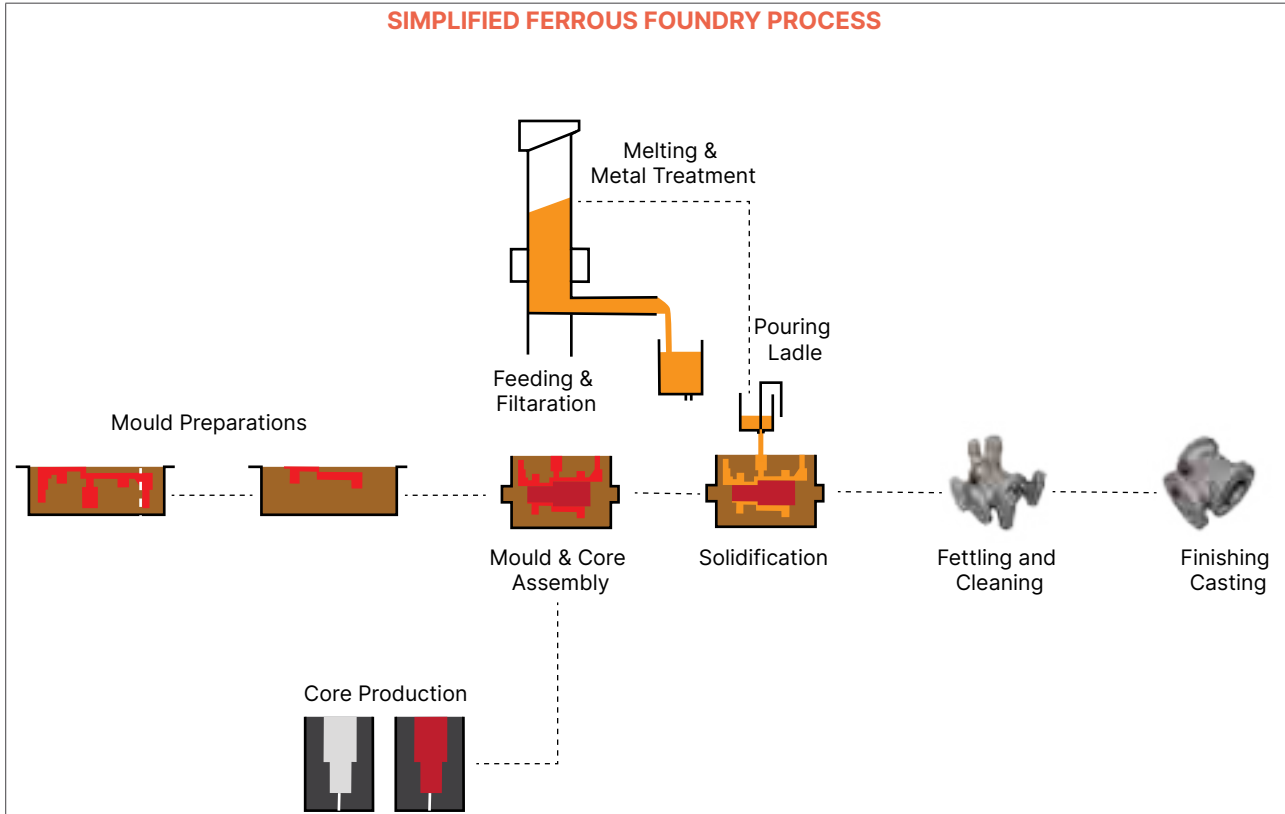 SIMPLIFIED FERROUS FOUNDRY PROCESS
Melting &
Metal Treatment
Pouring
Ladle
Feeding &
Filtaration
Mould Preparations
Mould & Core
Assembly
Solidification
Fettling and
Cleaning
Finishing
Casting
Core Production